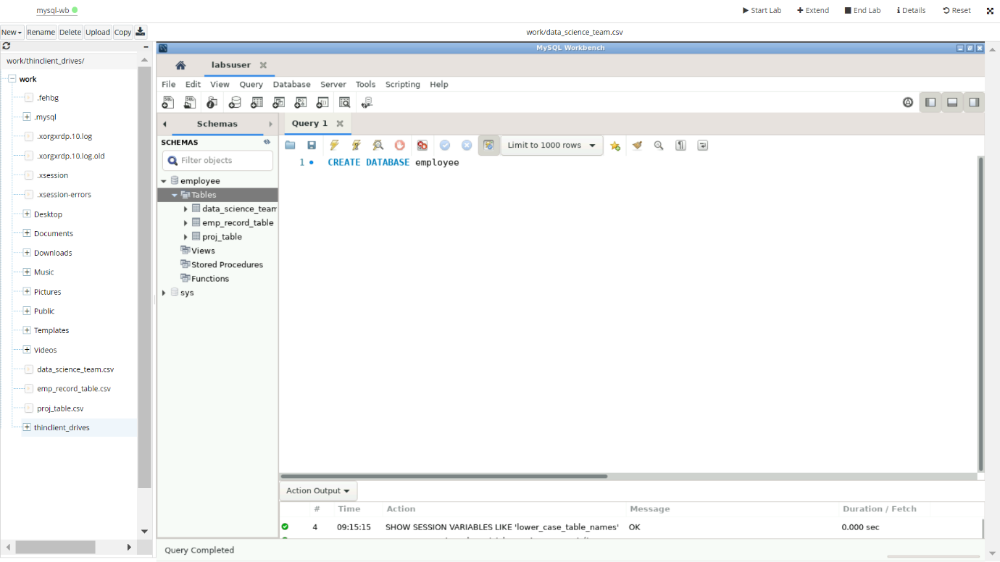 mysql-wb
Start Lab Extend End Lab Details Reset
New Rename Delete Upload Copy
work/data_science_team.csv
work/thinclient_drives/
work
.fehbg
.mysql
.xorgxrdp.10.log
.xorgxrdp.10.log.old
.xsession
.xsession-errors
Desktop
Documents
Downloads
Music
Pictures
Public
Templates
Videos
data_science_team.csv
emp_record_table.csv
proj_table.csv
thinclient_drives
MySQL Workbench
labsuser
File Edit View Query Database Server Tools Scripting Help
Schemas
SCHEMAS
Filter objects
employee
Tables
data_science_team
emp_record_table
proj_table
Views
Stored Procedures
Functions
sys
Query 1
Limit to 1000 rows
1 CREATE DATABASE employee
Action Output
# Time Action Message Duration / Fetch
4 09:15:15 SHOW SESSION VARIABLES LIKE 'lower_case_table_names' OK 0.000 sec
Query Completed